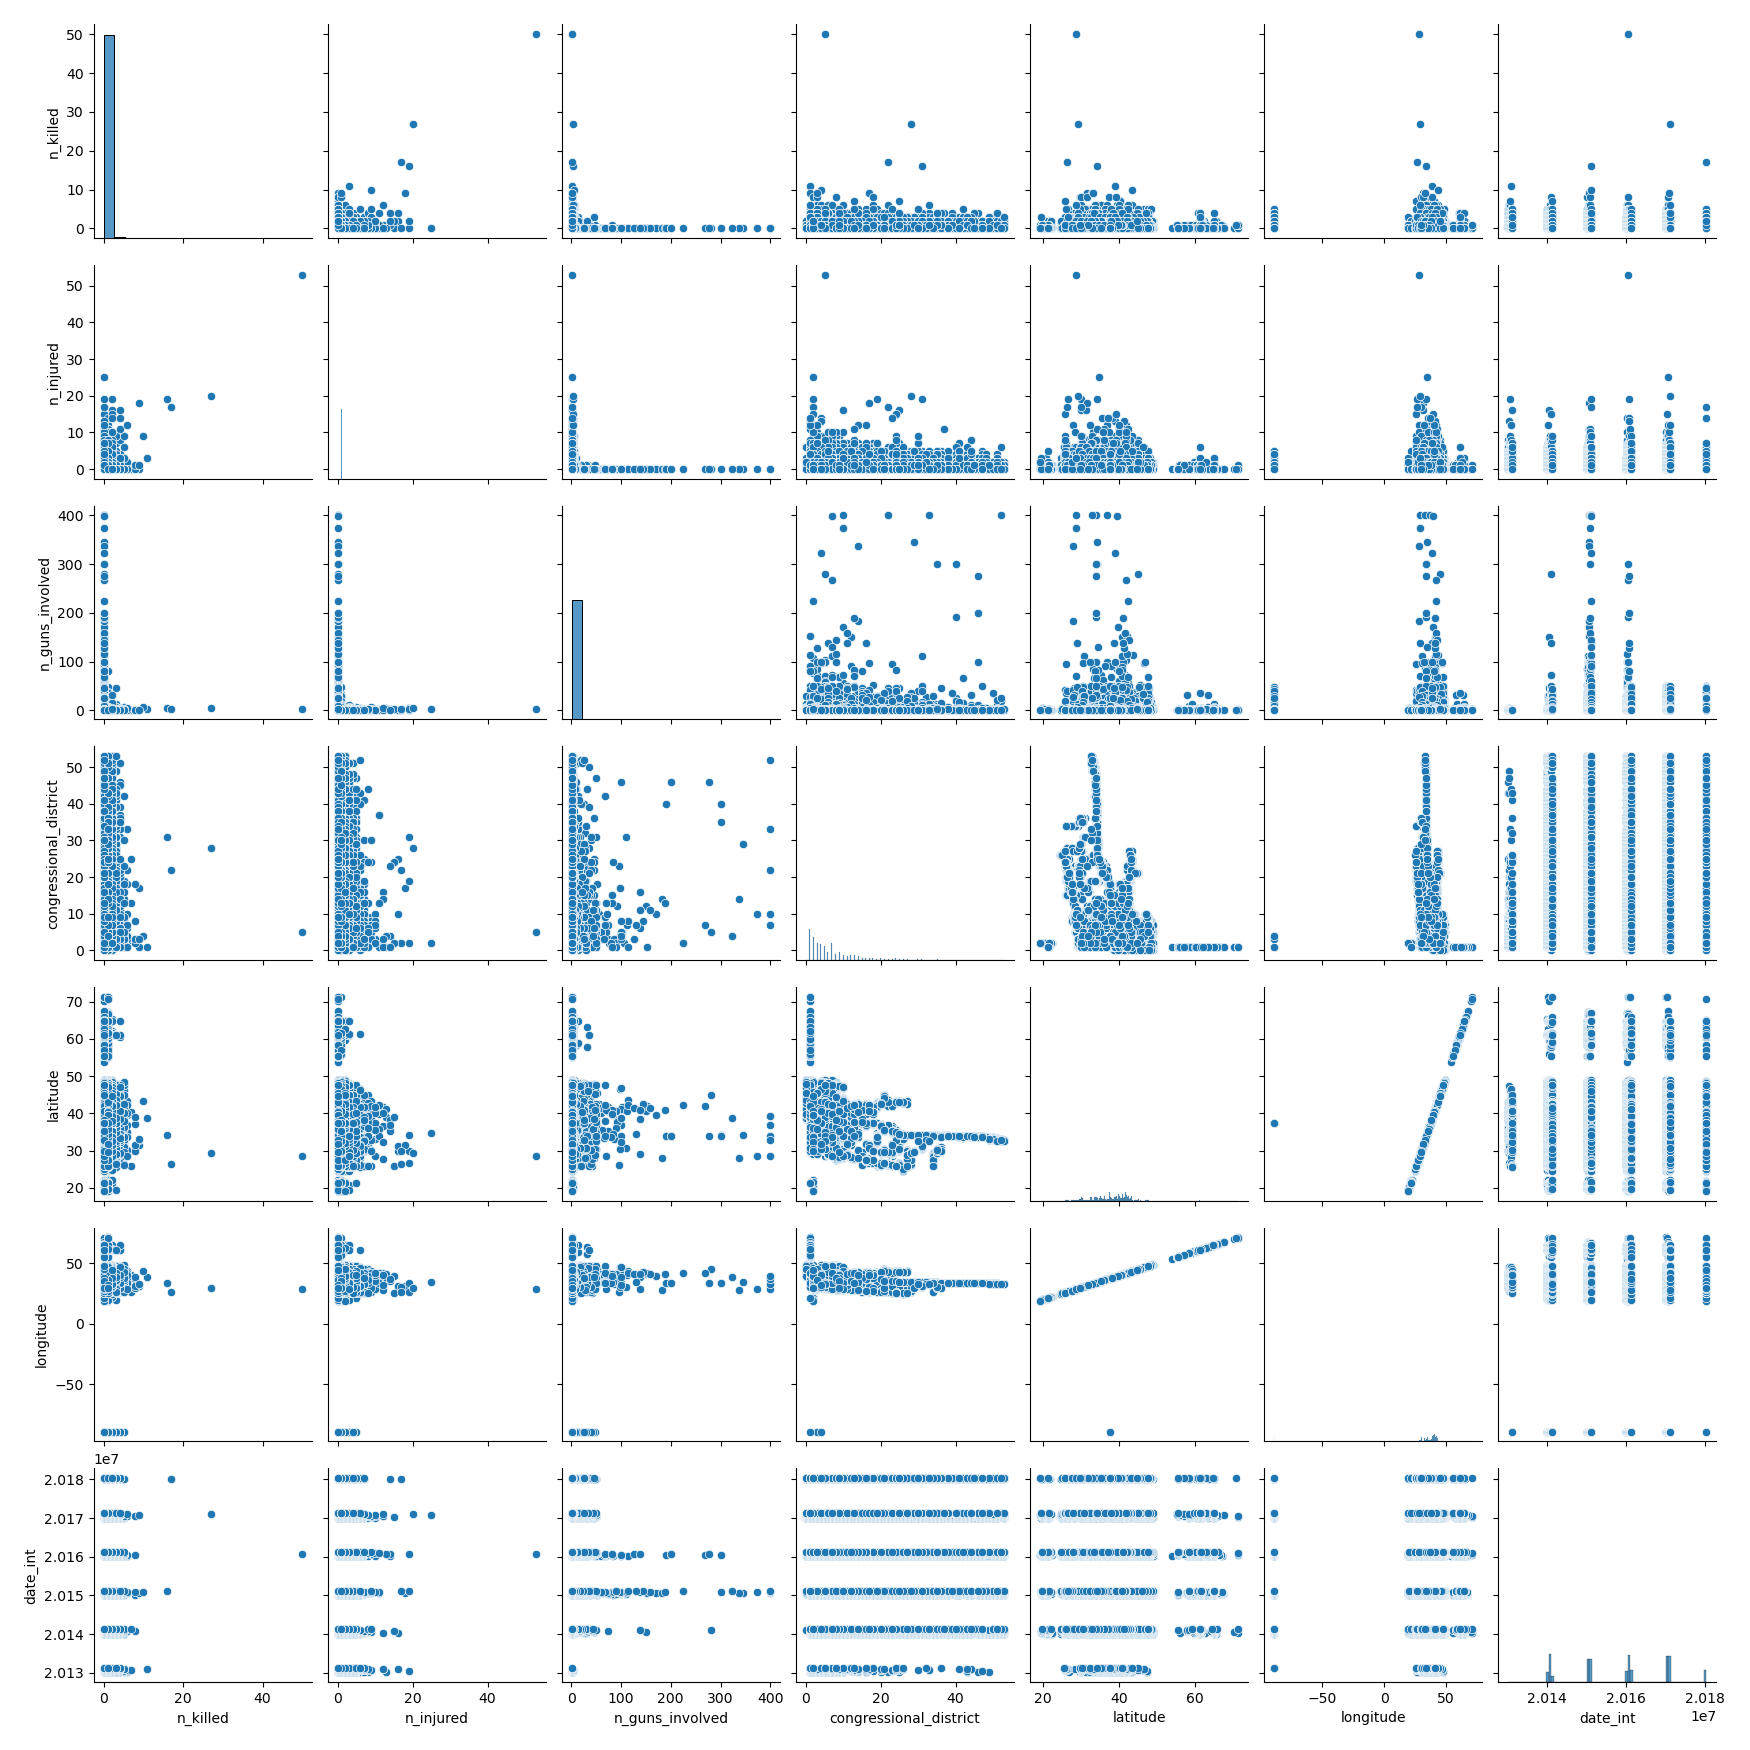 50
40
30
20
10
0
n_killed
50
40
30
20
10
0
n_injured
400
300
200
100
0
n_guns_involved
50
40
30
20
10
0
congressional_district
70
60
50
40
30
20
latitude
50
0
−50
longitude
1e7
2.018
2.017
2.016
2.015
2.014
2.013
date_int
0 20 40
n_killed
0 20 40
n_injured
0 100 200 300 400
n_guns_involved
0 20 40
congressional_district
20 40 60
latitude
−50 0 50
longitude
2.014 2.016 2.018
1e7
date_int